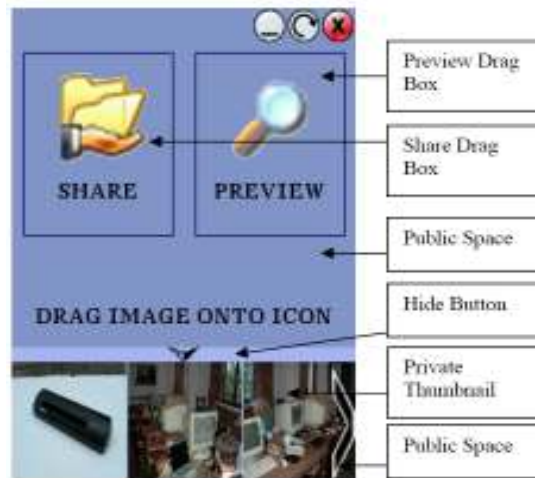 Preview Drag
Box
SHARE
PREVIEW
Share Drag
Box
Public Space
Hide Button
DRAG IMAGE ONTO ICON
Private
Thumbnail
Public Space